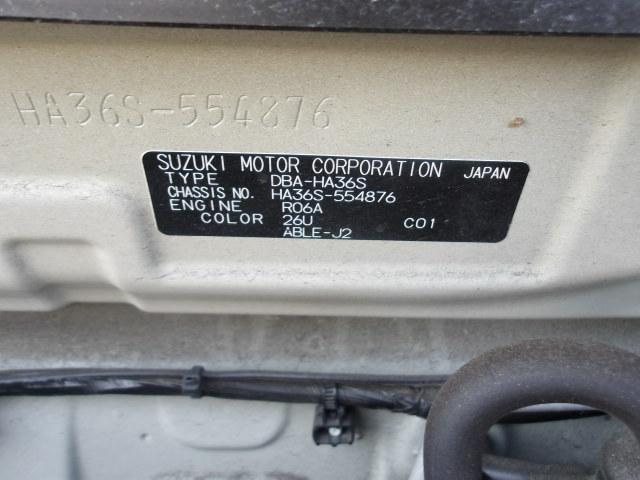 HA36S-554876
SUZUKI MOTOR CORPORATION JAPAN
TYPE DBA-HA36S
CHASSIS NO. HA36S-554876
ENGINE R06A
COLOR 26U C01
ABLE-J2